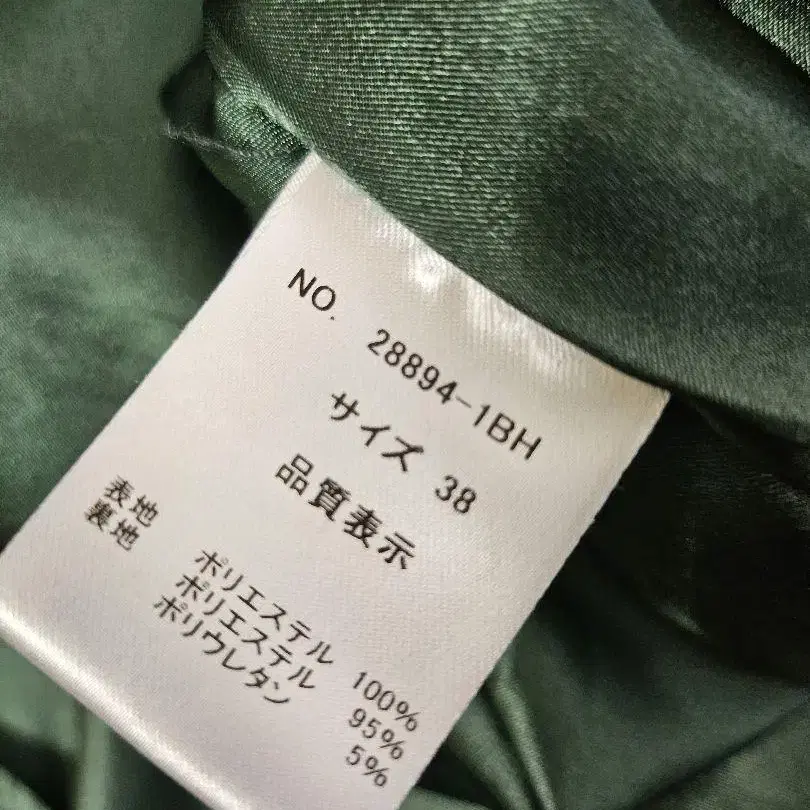 NO. 28894-1BH
サイズ 38
品質表示
表地 ポリエステル 100%
裏地 ポリエステル 95%
ポリウレタン 5%